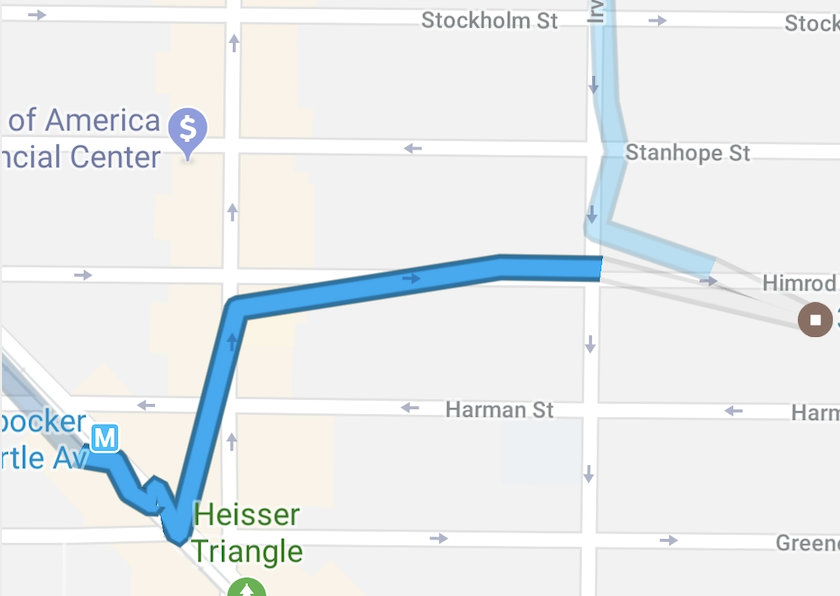 Stockholm St
Irv
Stock
of America
ncial Center
Stanhope St
Himrod
Harman St
Harm
ocker
rtle Av
M
Heisser
Triangle
Greene